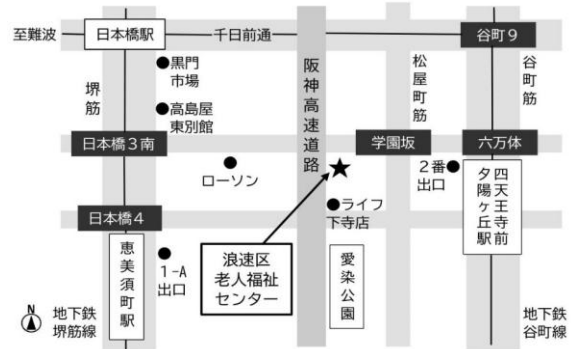 至難波
日本橋駅
千日前通
谷町9
黒門
市場
堺筋
高島屋
東別館
阪神高速道路
松屋町筋
谷町筋
日本橋3南
学園坂
六万体
ローソン
2番
出口
四天王寺前
夕陽ヶ丘駅
日本橋4
ライフ
下寺店
恵美須町駅
1-A
出口
浪速区
老人福祉
センター
愛染公園
N
地下鉄
堺筋線
地下鉄
谷町線